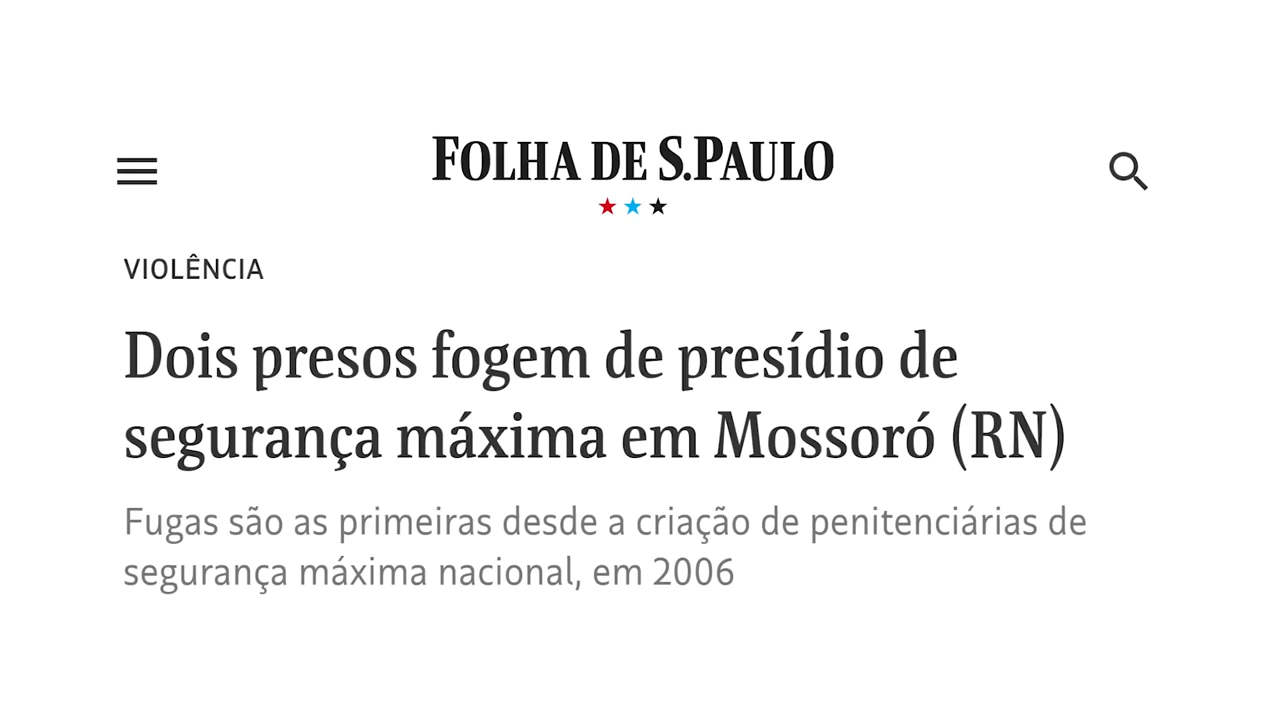 FOLHA DE S.PAULO
VIOLÊNCIA
Dois presos fogem de presídio de
segurança máxima em Mossoró (RN)
Fugas são as primeiras desde a criação de penitenciárias de
segurança máxima nacional, em 2006